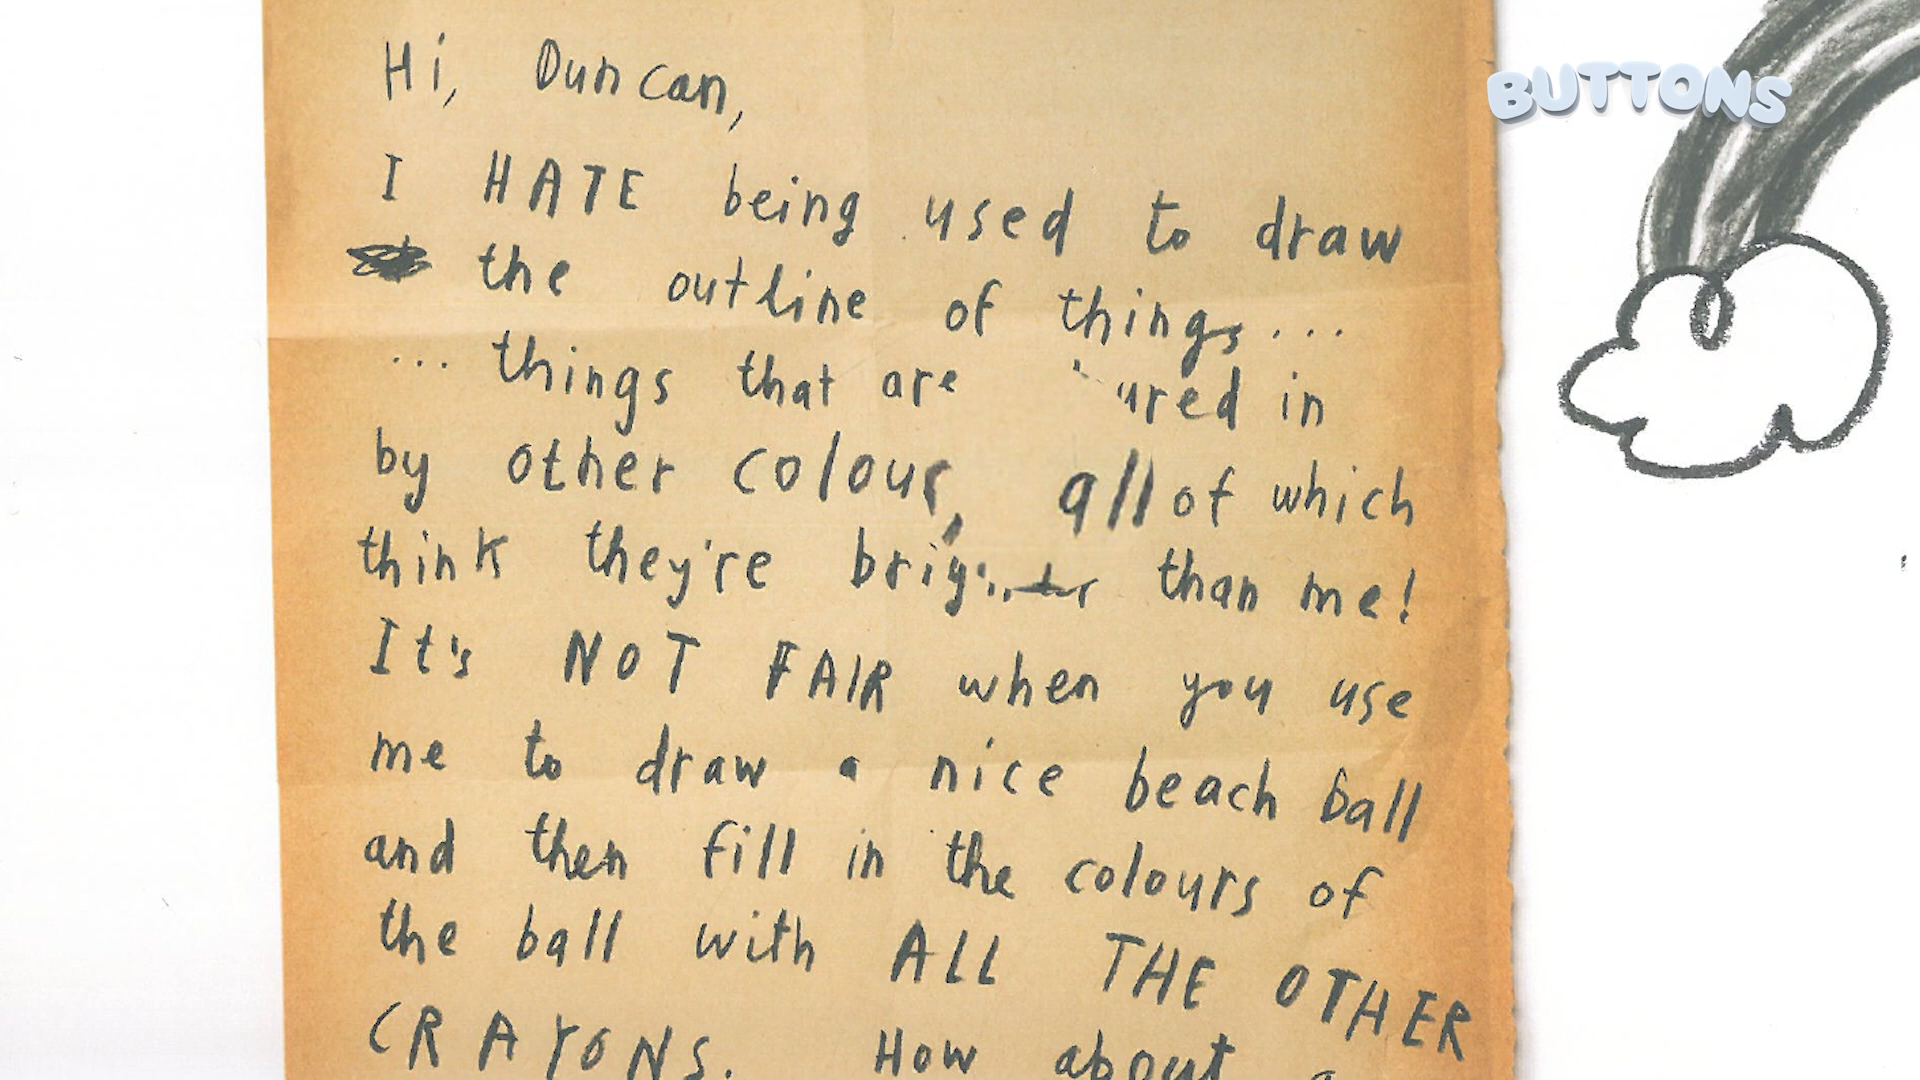 Hi, Duncan,
BUTTONS
I HATE being used to draw
the outline of things...
... things that are in
by other colour, all of which
think they're than me!
It's NOT FAIR when you use
me to draw a nice beach ball
and then fill in the colours of
the ball with ALL THE OTHER
CRAYONS. How about a